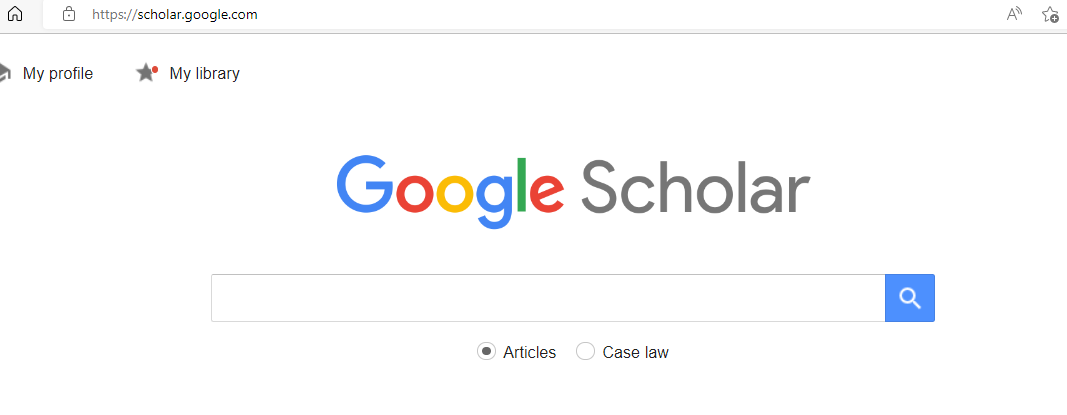 https://scholar.google.com
My profile My library
Google Scholar
Articles Case law